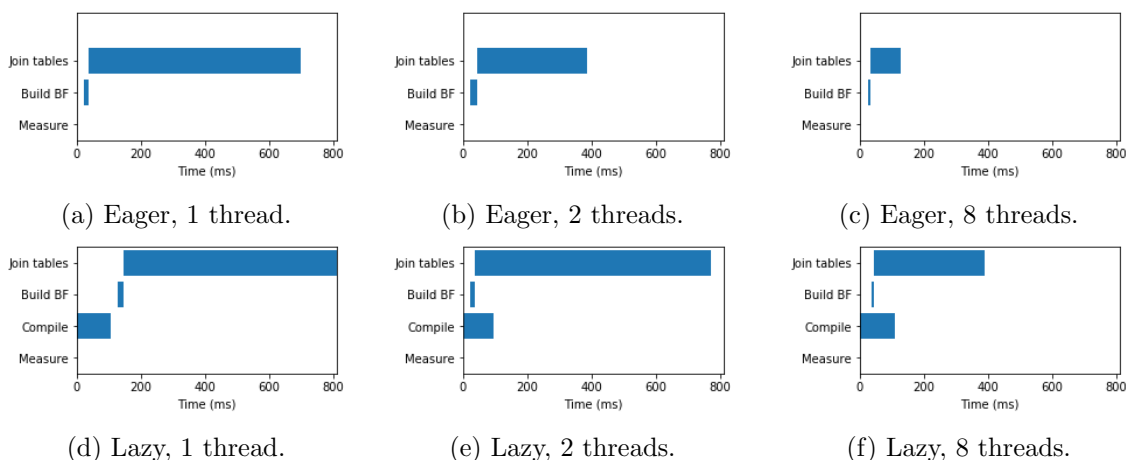 Join tables
Build BF
Measure
0 200 400 600 800
Time (ms)
(a) Eager, 1 thread.
Join tables
Build BF
Measure
0 200 400 600 800
Time (ms)
(b) Eager, 2 threads.
Join tables
Build BF
Measure
0 200 400 600 800
Time (ms)
(c) Eager, 8 threads.
Join tables
Build BF
Compile
Measure
0 200 400 600 800
Time (ms)
(d) Lazy, 1 thread.
Join tables
Build BF
Compile
Measure
0 200 400 600 800
Time (ms)
(e) Lazy, 2 threads.
Join tables
Build BF
Compile
Measure
0 200 400 600 800
Time (ms)
(f) Lazy, 8 threads.